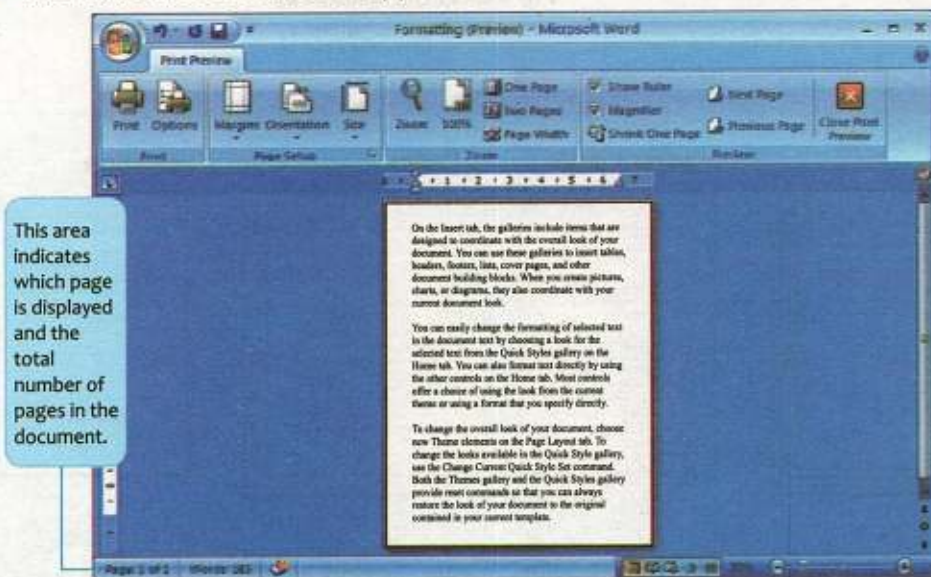 Formatting (Preview) - Microsoft Word
Print Preview
Print Options Margins Orientation Size Zoom 100%
One Page
Two Pages
Page Width
Show Ruler
Magnifier
Shrink One Page
Next Page
Previous Page
Close Print
Preview
Print Page Setup Zoom Preview
1 2 3 4 5 6 7
This area
indicates
which page
is displayed
and the
total
number of
pages in the
document.
On the Insert tab, the galleries include items that are
designed to coordinate with the overall look of your
document. You can use these galleries to insert tables,
headers, footers, lists, cover pages, and other
document building blocks. When you create pictures,
charts, or diagrams, they also coordinate with your
current document look.
You can easily change the formatting of selected text
in the document text by choosing a look for the
selected text from the Quick Styles gallery on the
Home tab. You can also format text directly by using
the other controls on the Home tab. Most controls
offer a choice of using the look from the current
theme or using a format that you specify directly.
To change the overall look of your document, choose
new Theme elements on the Page Layout tab. To
change the looks available in the Quick Style gallery,
use the Change Current Quick Style Set command.
Both the Themes gallery and the Quick Styles gallery
provide reset commands so that you can always
restore the look of your document to the original
contained in your current template.
Page: 1 of 1 Words: